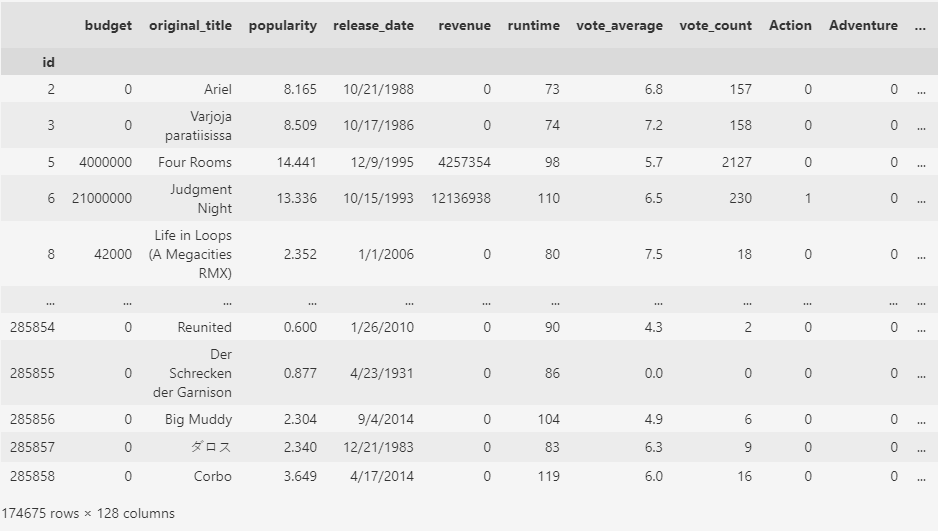 budget original_title popularity release_date revenue runtime vote_average vote_count Action Adventure ...
id
2 0 Ariel 8.165 10/21/1988 0 73 6.8 157 0 0 ...
Varjoja
3 0 paratiisissa 8.509 10/17/1986 0 74 7.2 158 0 0 ...
5 4000000 Four Rooms 14.441 12/9/1995 4257354 98 5.7 2127 0 0 ...
Judgment
6 21000000 Night 13.336 10/15/1993 12136938 110 6.5 230 1 0 ...
Life in Loops
8 42000 (A Megacities 2.352 1/1/2006 0 80 7.5 18 0 0 ...
RMX)
... ... ... ... ... ... ... ... ... ... ... ...
285854 0 Reunited 0.600 1/26/2010 0 90 4.3 2 0 0 ...
Der
285855 0 Schrecken 0.877 4/23/1931 0 86 0.0 0 0 0 ...
der Garnison
285856 0 Big Muddy 2.304 9/4/2014 0 104 4.9 6 0 0 ...
285857 0 ダロス 2.340 12/21/1983 0 83 6.3 9 0 0 ...
285858 0 Corbo 3.649 4/17/2014 0 119 6.0 16 0 0 ...
174675 rows × 128 columns